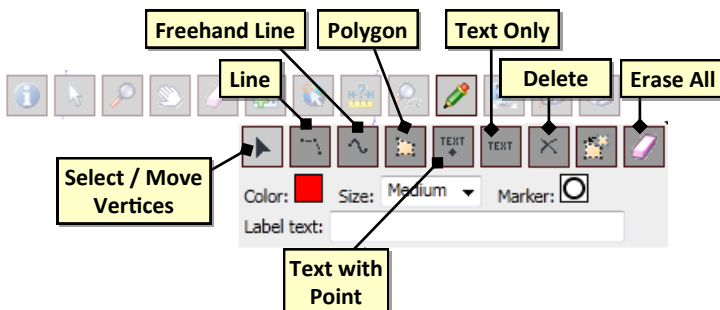 Freehand Line
Polygon
Text Only
Line
Delete
Erase All
TEXT
TEXT
Select / Move
Vertices
Color:
Size:
Medium
Marker:
Label text:
Text with
Point